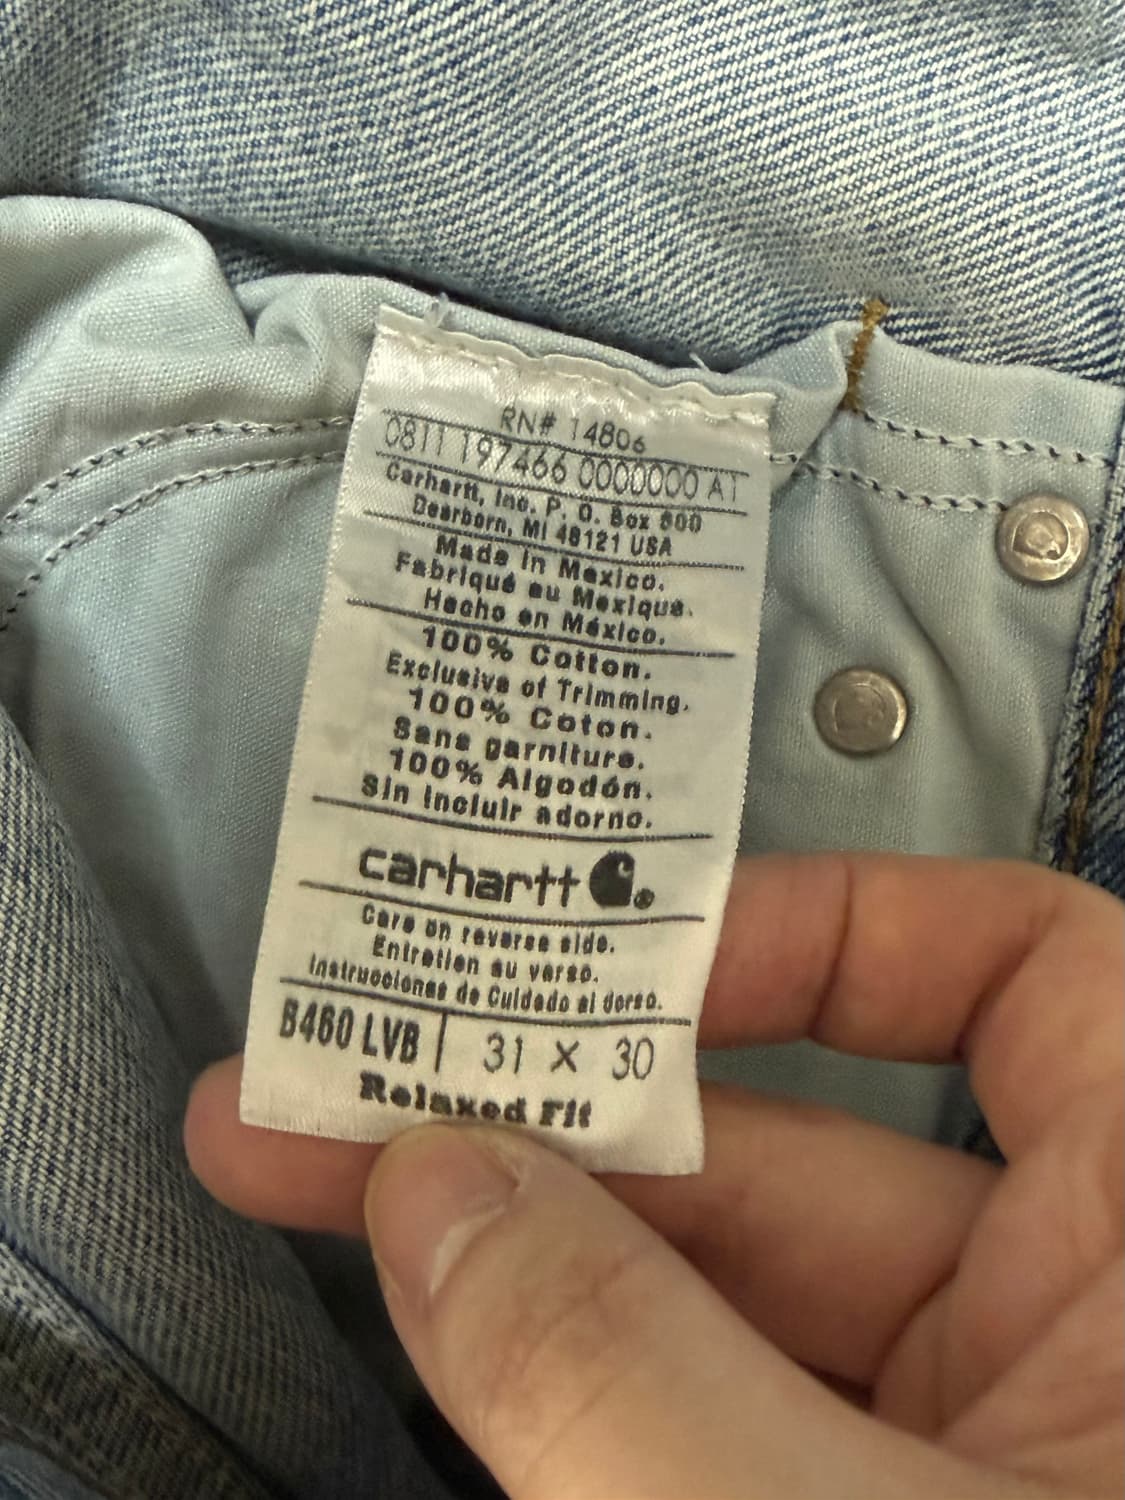 RN# 14806
0811 197466 0000000 A1
Carhartt, Inc. P. O. Box 600
Dearborn, MI 48121 USA
Made in Mexico.
Fabriqué au Mexique.
Hecho en México.
100% Cotton.
Exclusive of Trimming.
100% Coton.
Sans garniture.
100% Algodón.
Sin incluir adorno.
carhartt ®
Care on reverse side.
Entretien au verso.
Instrucciones de Cuidado al dorso.
B460 LVB | 31 X 30
Relaxed Fit